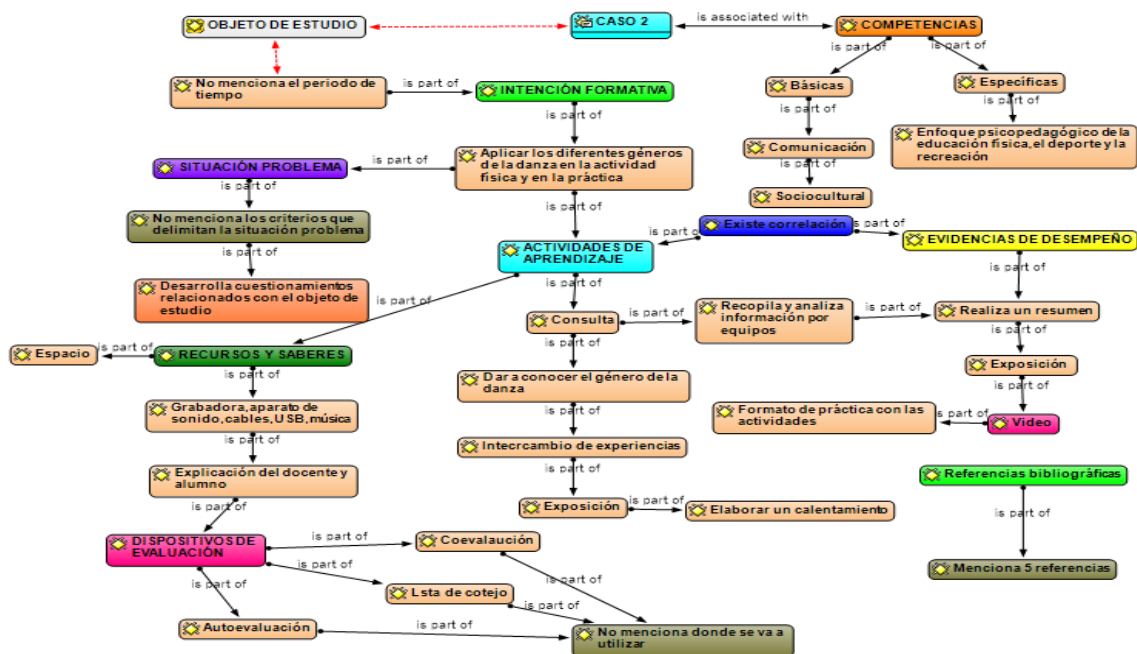 OBJETO DE ESTUDIO
CASO 2
is associated with
COMPETENCIAS
No menciona el periodo de
tiempo
is part of
INTENCIÓN FORMATIVA
is part of
is part of
Básicas
Específicas
is part of
is part of
is part of
Comunicación
Enfoque psicopedagógico de la
educación física,el deporte y la
recreación
SITUACIÓN PROBLEMA
is part of
Aplicar los diferentes géneros
de la danza en la actividad
física y en la práctica
is part of
Sociocultural
is part of
No menciona los criterios que
delimitan la situación problema
is part of
Existe correlación
is part of
is part of
EVIDENCIAS DE DESEMPEÑO
is part of
ACTIVIDADES DE
APRENDIZAJE
is part of
Desarrolla cuestionamientos
relacionados con el objeto de
estudio
is part of
is part of
Consulta
is part of
Recopila y analiza
información por
equipos
is part of
Realiza un resumen
is part of
Espacio
is part of
RECURSOS Y SABERES
is part of
is part of
Exposición
is part of
Dar a conocer el género de la
danza
is part of
Grabadora,aparato de
sonido,cables,USB,música
is part of
Formato de práctica con las
actividades
is part of
Video
Intecrcambio de experiencias
is part of
Explicación del docente y
alumno
is part of
Referencias bibliográficas
is part of
Exposición
is part of
Elaborar un calentamiento
DISPOSITIVOS DE
EVALUACIÓN
is part of
Coevalaución
is part of
is part of
Menciona 5 referencias
is part of
Lsta de cotejo
is part of
Autoevaluación
is part of
No menciona donde se va a
utilizar